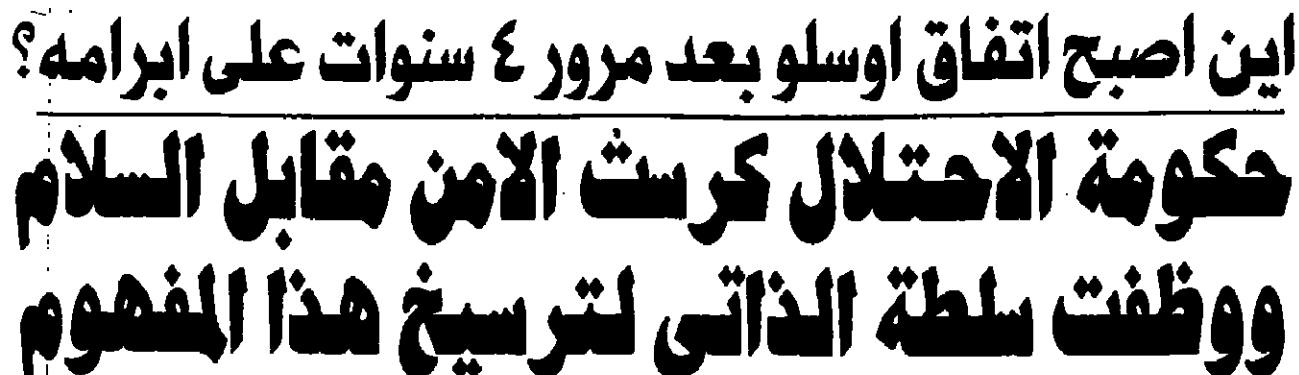 اين اصبح اتفاق اوسلو بعد مرور ٤ سنوات على ابرامه؟
حكومة الاحتلال كرست الامن مقابل السلام
ووظفت سلطة الذاتى لترسيخ هذا المفهوم